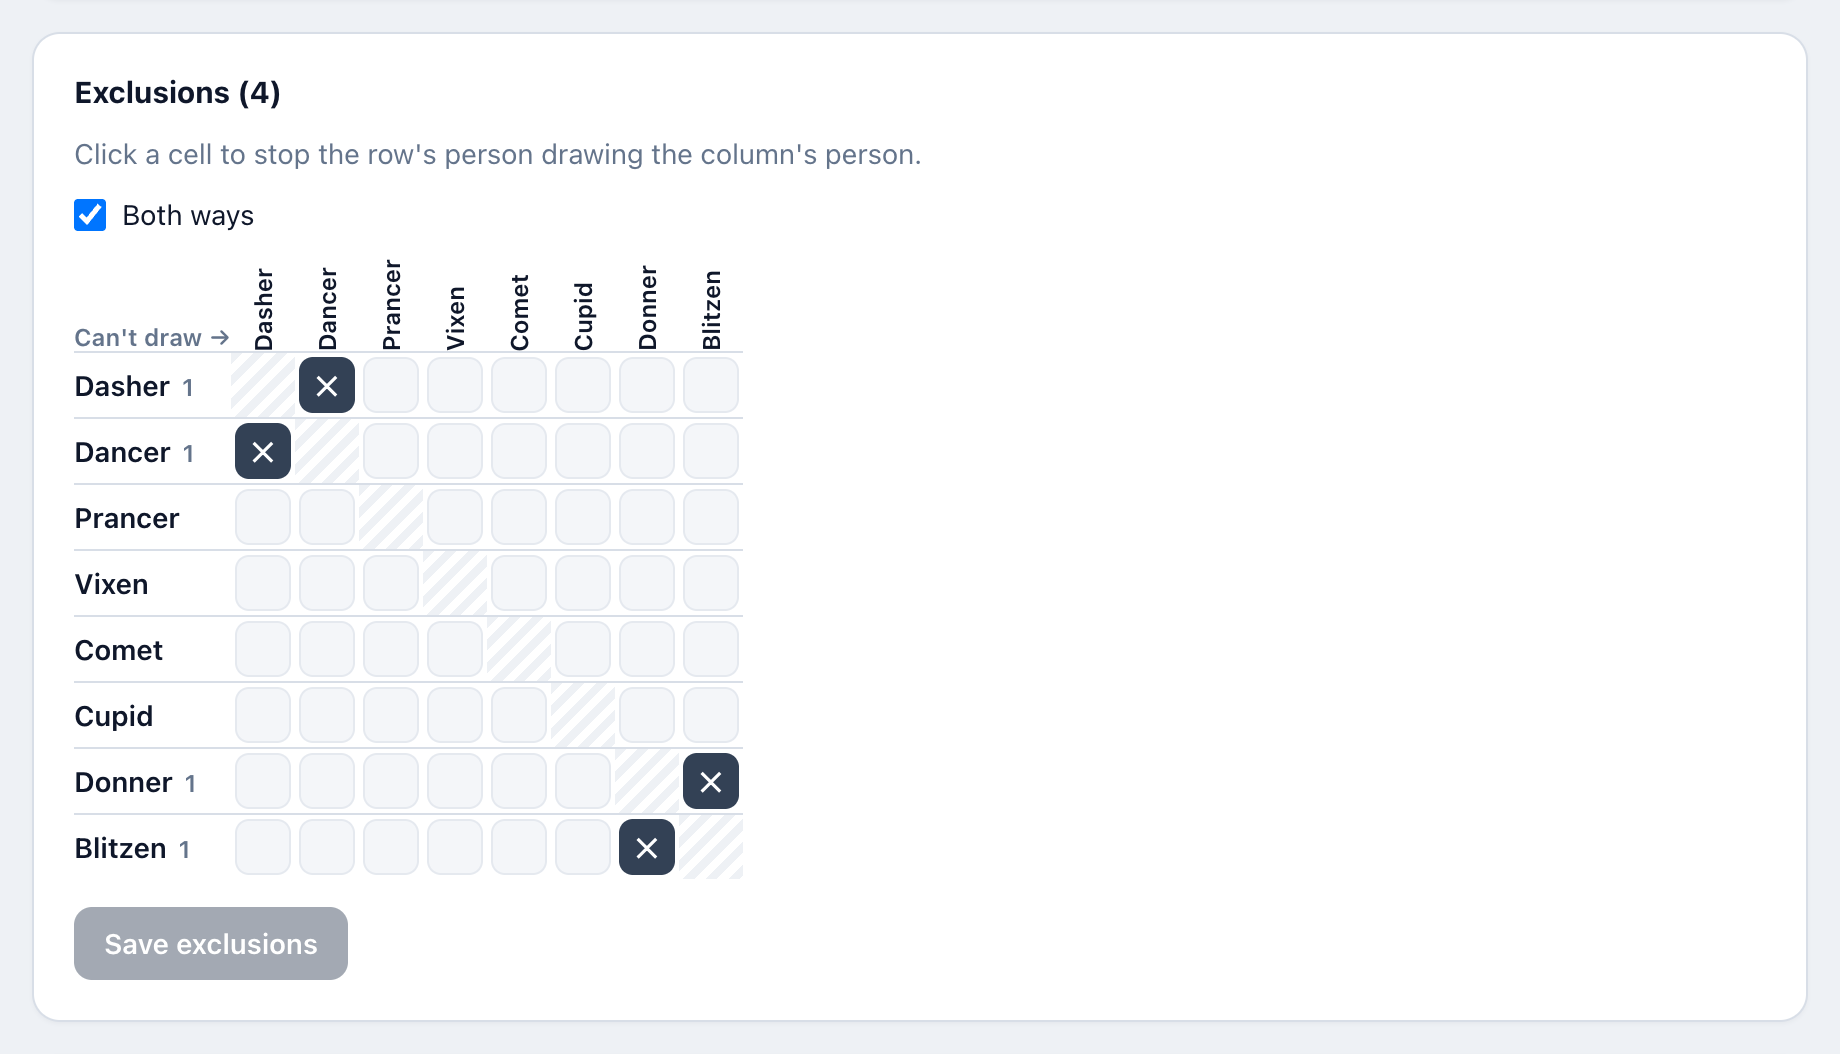 Exclusions (4)
Click a cell to stop the row's person drawing the column's person.
Both ways
Can't draw → Dasher Dancer Prancer Vixen Comet Cupid Donner Blitzen
Dasher 1
Dancer 1
Prancer
Vixen
Comet
Cupid
Donner 1
Blitzen 1
Save exclusions